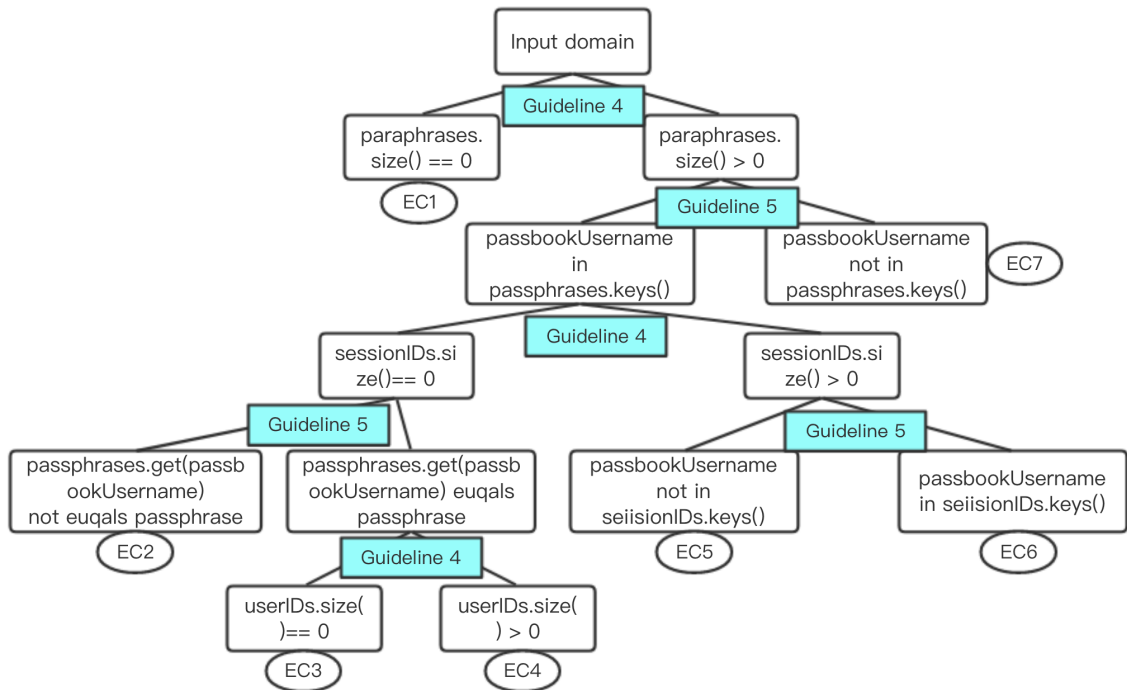 Input domain
Guideline 4
paraphrases.
size() == 0
paraphrases.
size() > 0
EC1
Guideline 5
passbookUsername
in
passphrases.keys()
passbookUsername
not in
passphrases.keys()
EC7
Guideline 4
sessionIDs.si
ze()== 0
sessionIDs.si
ze() > 0
Guideline 5
Guideline 5
passphrases.get(passb
ookUsername)
not euqals passphrase
passphrases.get(passb
ookUsername) euqals
passphrase
passbookUsername
not in
seiisionIDs.keys()
passbookUsername
in seiisionIDs.keys()
EC2
Guideline 4
EC5
EC6
userIDs.size(
)== 0
userIDs.size(
) > 0
EC3
EC4